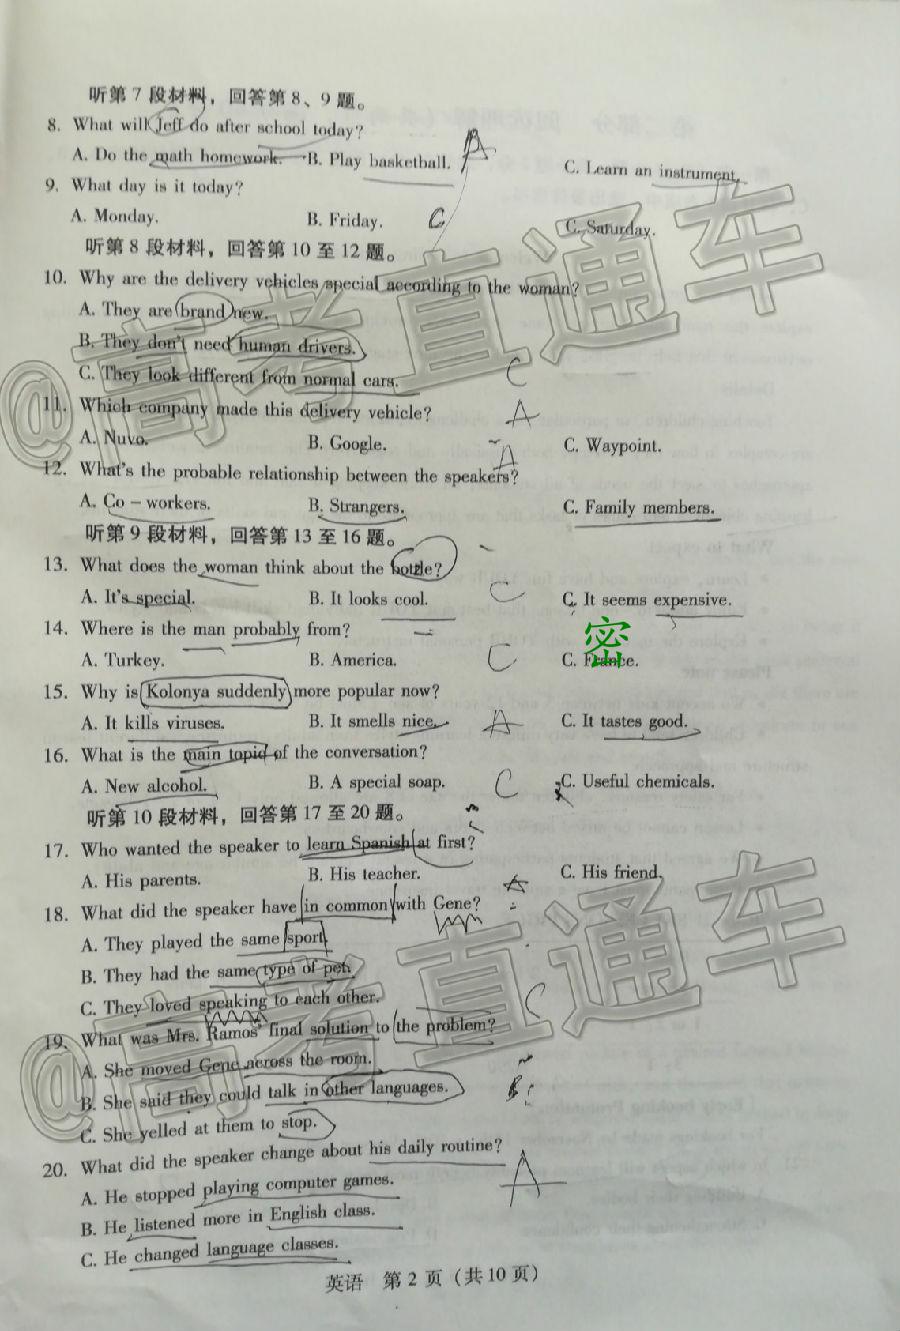 听第7段材料，回答第8、9题。
8. What will Jeff do after school today?
A. Do the math homework. B. Play basketball. C. Learn an instrument.
A
9. What day is it today?
A. Monday. B. Friday. C. Saturday.
C
听第8段材料，回答第10至12题。
10. Why are the delivery vehicles special according to the woman?
A. They are brand new.
B. They don't need human drivers.
C. They look different from normal cars.
C
11. Which company made this delivery vehicle?
A
A. Nuvo. B. Google. C. Waypoint.
12. What's the probable relationship between the speakers?
A
A. Co-workers. B. Strangers. C. Family members.
听第9段材料，回答第13至16题。
13. What does the woman think about the bottle?
A. It's special. B. It looks cool. C. It seems expensive.
C
14. Where is the man probably from?
密
A. Turkey. B. America. C. France.
C
15. Why is Kolonya suddenly more popular now?
A. It kills viruses. B. It smells nice. C. It tastes good.
A
16. What is the main topic of the conversation?
A. New alcohol. B. A special soap. C. Useful chemicals.
C
听第10段材料，回答第17至20题。
17. Who wanted the speaker to learn Spanish at first?
A. His parents. B. His teacher. C. His friend.
A
18. What did the speaker have in common with Gene?
A. They played the same sport.
B. They had the same type of pet.
C. They loved speaking to each other.
C
19. What was Mrs. Ramos' final solution to the problem?
A. She moved Gene across the room.
B. She said they could talk in other languages.
B
C. She yelled at them to stop.
20. What did the speaker change about his daily routine?
A
A. He stopped playing computer games.
B. He listened more in English class.
C. He changed language classes.
英语 第2页（共10页）
@高考直通车
@高考直通车